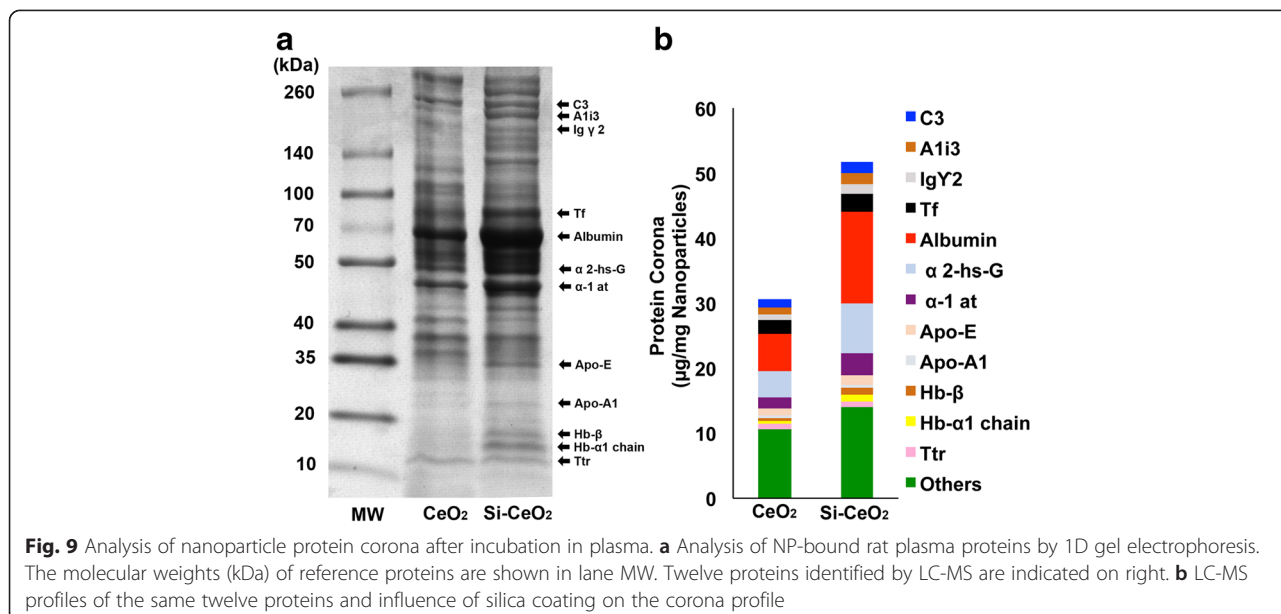 a
(kDa)
260
140
100
70
50
40
35
20
10
C3
A1i3
Ig γ 2
Tf
Albumin
α 2-hs-G
α-1 at
Apo-E
Apo-A1
Hb-β
Hb-α1 chain
Ttr
MW CeO₂ Si-CeO₂
b
Protein Corona
(µg/mg Nanoparticles)
60
50
40
30
20
10
0
CeO₂ Si-CeO₂
C3
A1i3
IgƳ2
Tf
Albumin
α 2-hs-G
α-1 at
Apo-E
Apo-A1
Hb-β
Hb-α1 chain
Ttr
Others
Fig. 9 Analysis of nanoparticle protein corona after incubation in plasma. a Analysis of NP-bound rat plasma proteins by 1D gel electrophoresis.
The molecular weights (kDa) of reference proteins are shown in lane MW. Twelve proteins identified by LC-MS are indicated on right. b LC-MS
profiles of the same twelve proteins and influence of silica coating on the corona profile